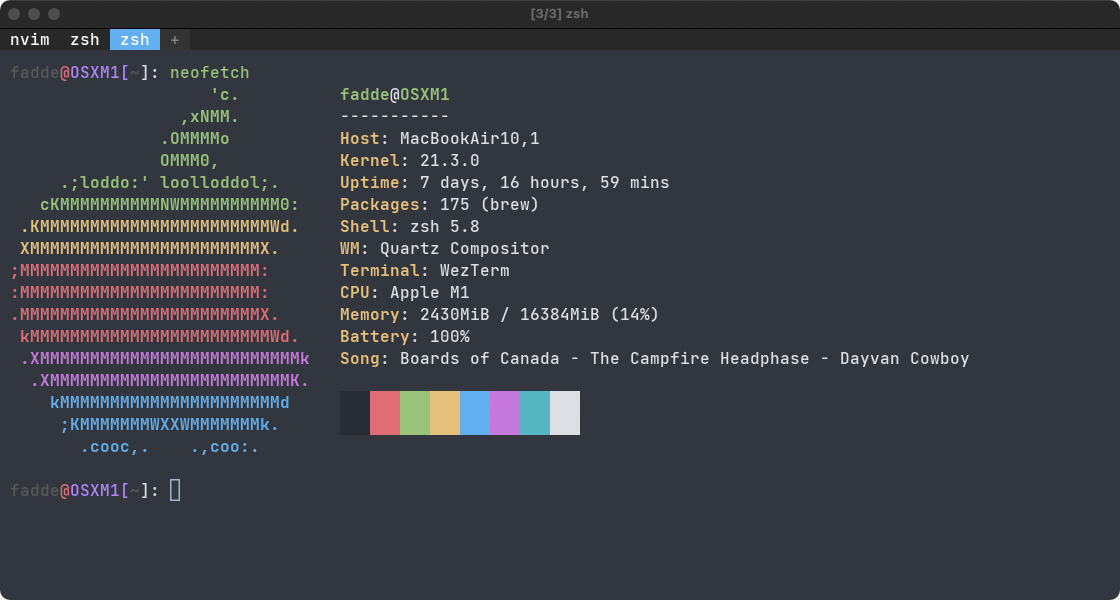 [3/3] zsh
nvim zsh zsh +
fadde@OSXM1[~]: neofetch
                    'c.          fadde@OSXM1
                 ,xNMM.          -----------
               .OMMMMo           Host: MacBookAir10,1
               OMMM0,            Kernel: 21.3.0
     .;loddo:' loolloddol;.      Uptime: 7 days, 16 hours, 59 mins
   cKMMMMMMMMMMNWMMMMMMMMMM0:    Packages: 175 (brew)
 .KMMMMMMMMMMMMMMMMMMMMMMMWd.    Shell: zsh 5.8
 XMMMMMMMMMMMMMMMMMMMMMMMX.      WM: Quartz Compositor
;MMMMMMMMMMMMMMMMMMMMMMMM:       Terminal: WezTerm
:MMMMMMMMMMMMMMMMMMMMMMMM:       CPU: Apple M1
.MMMMMMMMMMMMMMMMMMMMMMMMX.      Memory: 2430MiB / 16384MiB (14%)
 kMMMMMMMMMMMMMMMMMMMMMMMMWd.    Battery: 100%
 .XMMMMMMMMMMMMMMMMMMMMMMMMMMk   Song: Boards of Canada - The Campfire Headphase - Dayvan Cowboy
  .XMMMMMMMMMMMMMMMMMMMMMMMMK.
    kMMMMMMMMMMMMMMMMMMMMMMd
     ;KMMMMMMMWXXWMMMMMMMk.
       .cooc,.    .,coo:.
fadde@OSXM1[~]: